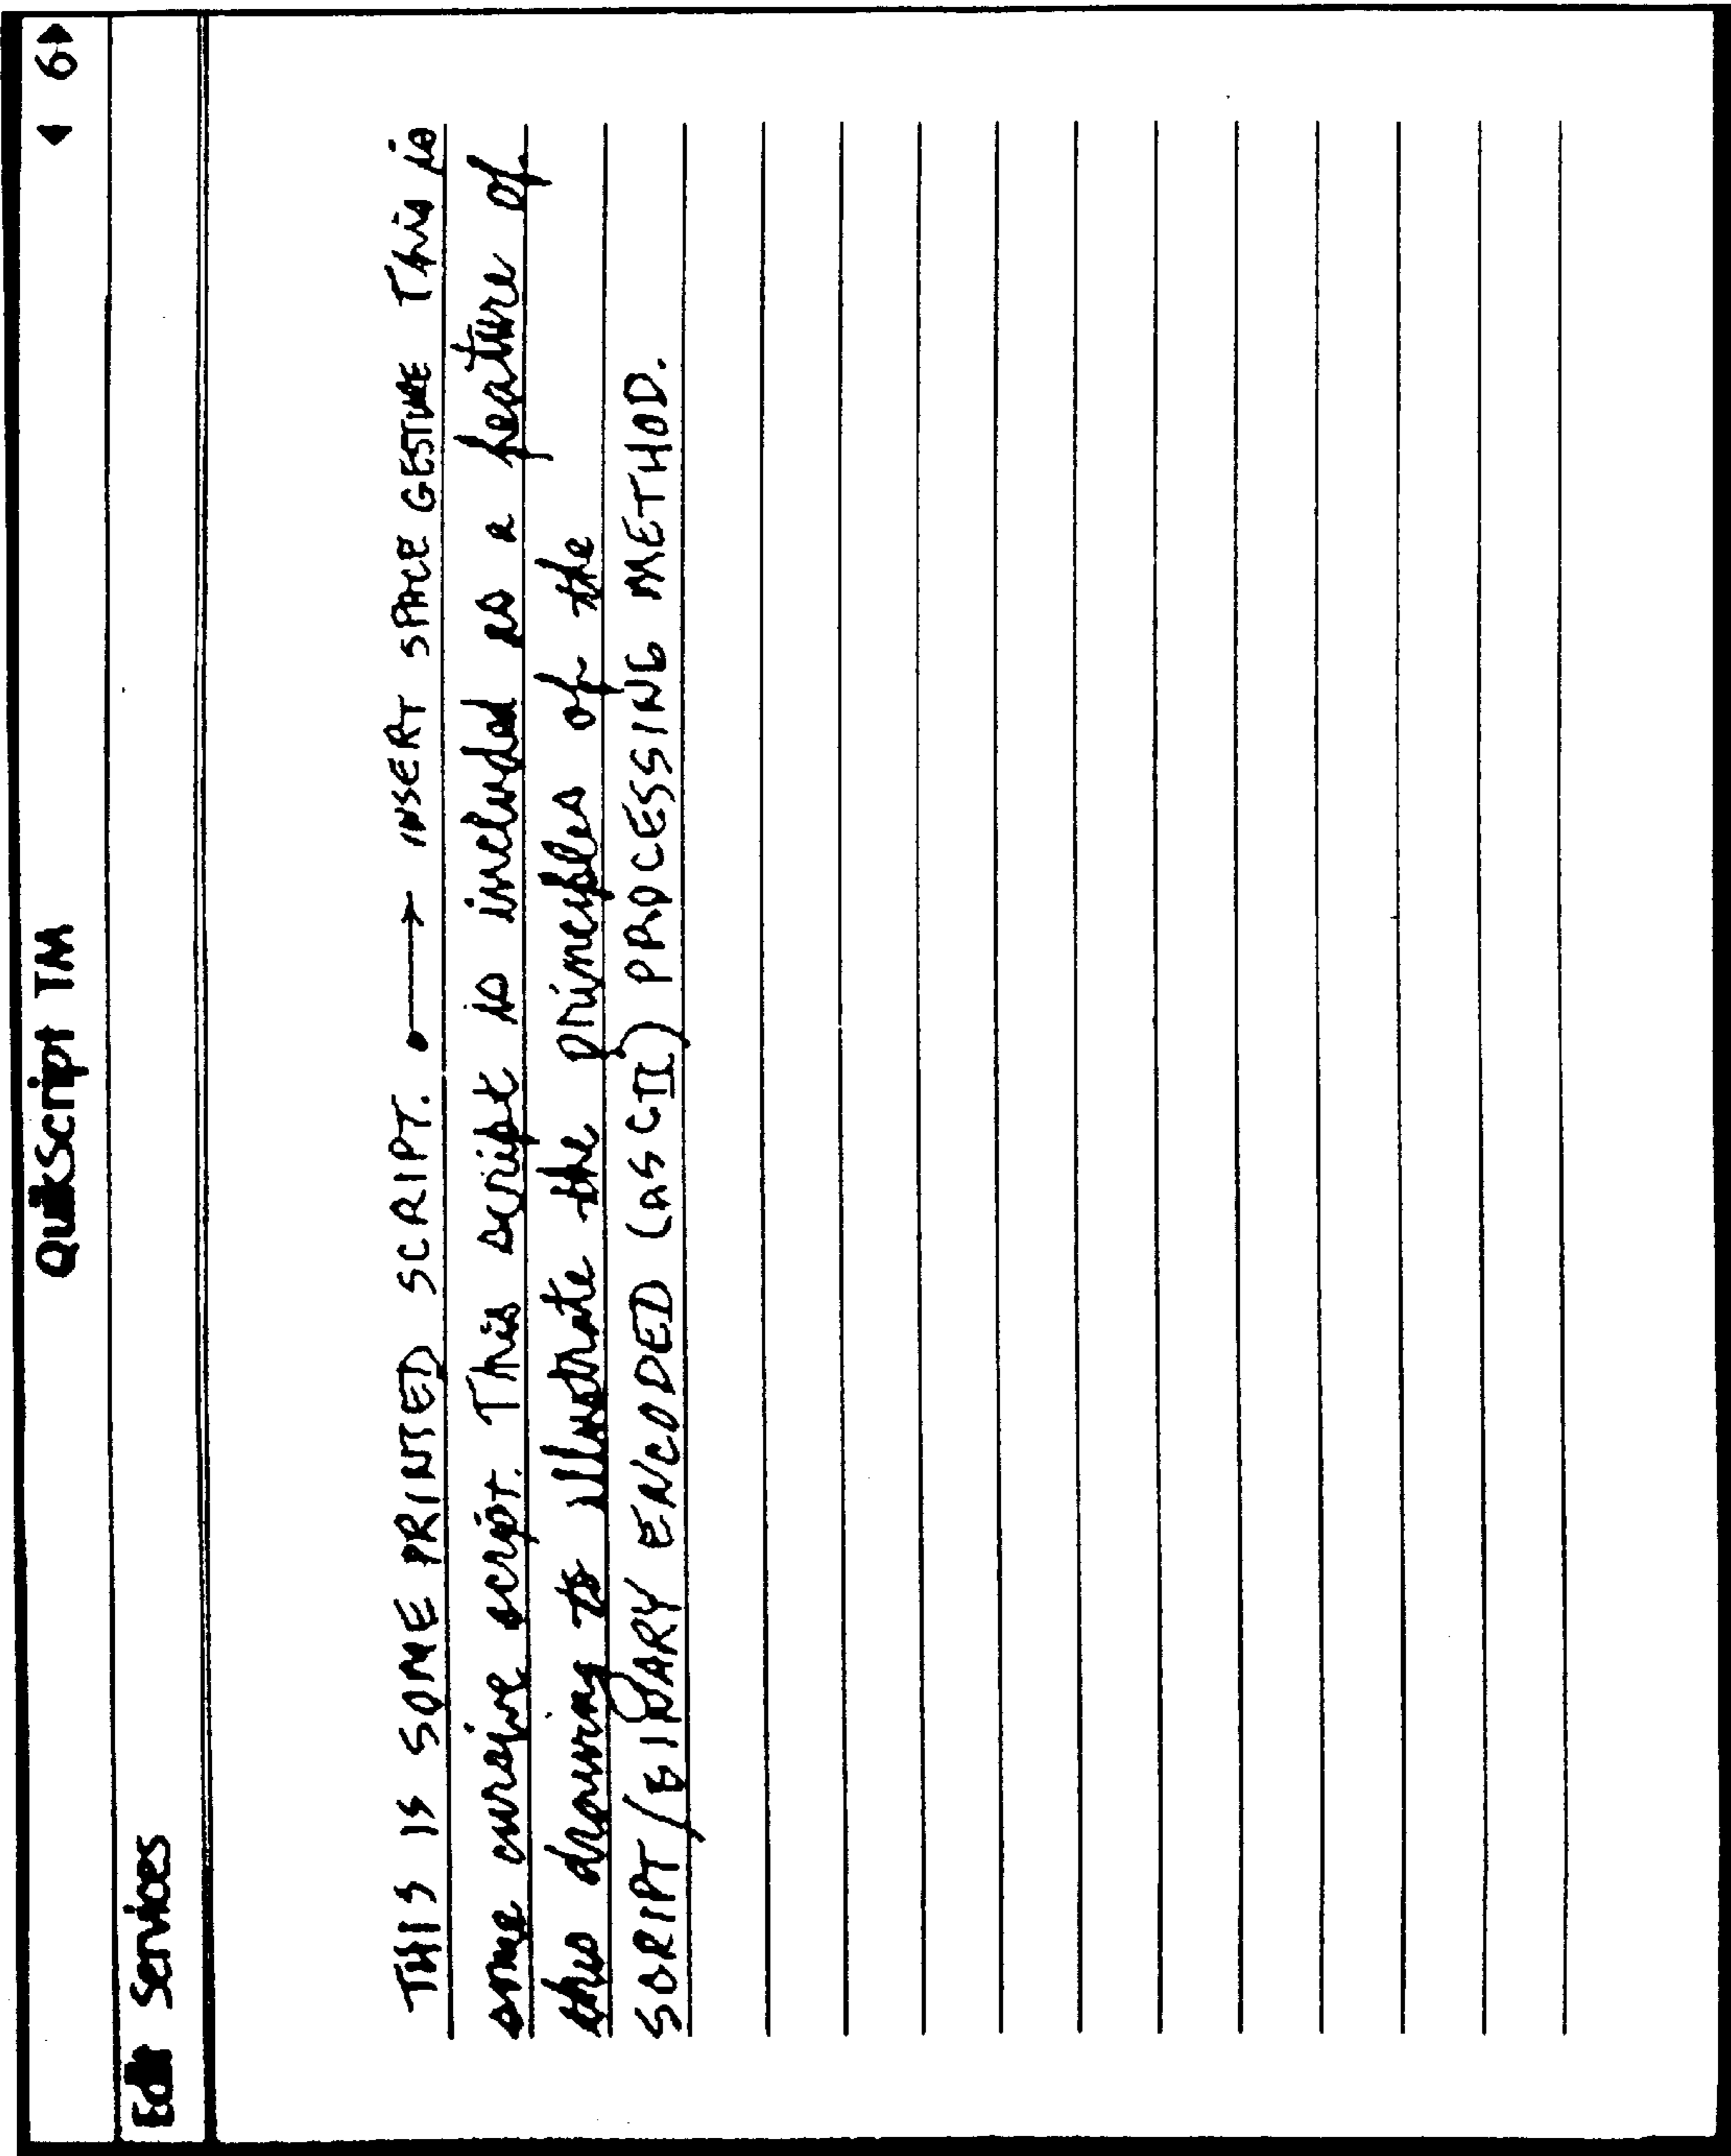 QuikScript TM ◀ 6▶
Edit Services
THIS IS SOME PRINTED SCRIPT. •⟶ INSERT SPACE GESTURE This is
some cursive script. This script is included as a feature of
this drawing to illustrate the principles of the
SCRIPT/BINARY ENCODED (ASCII) PROCESSING METHOD.